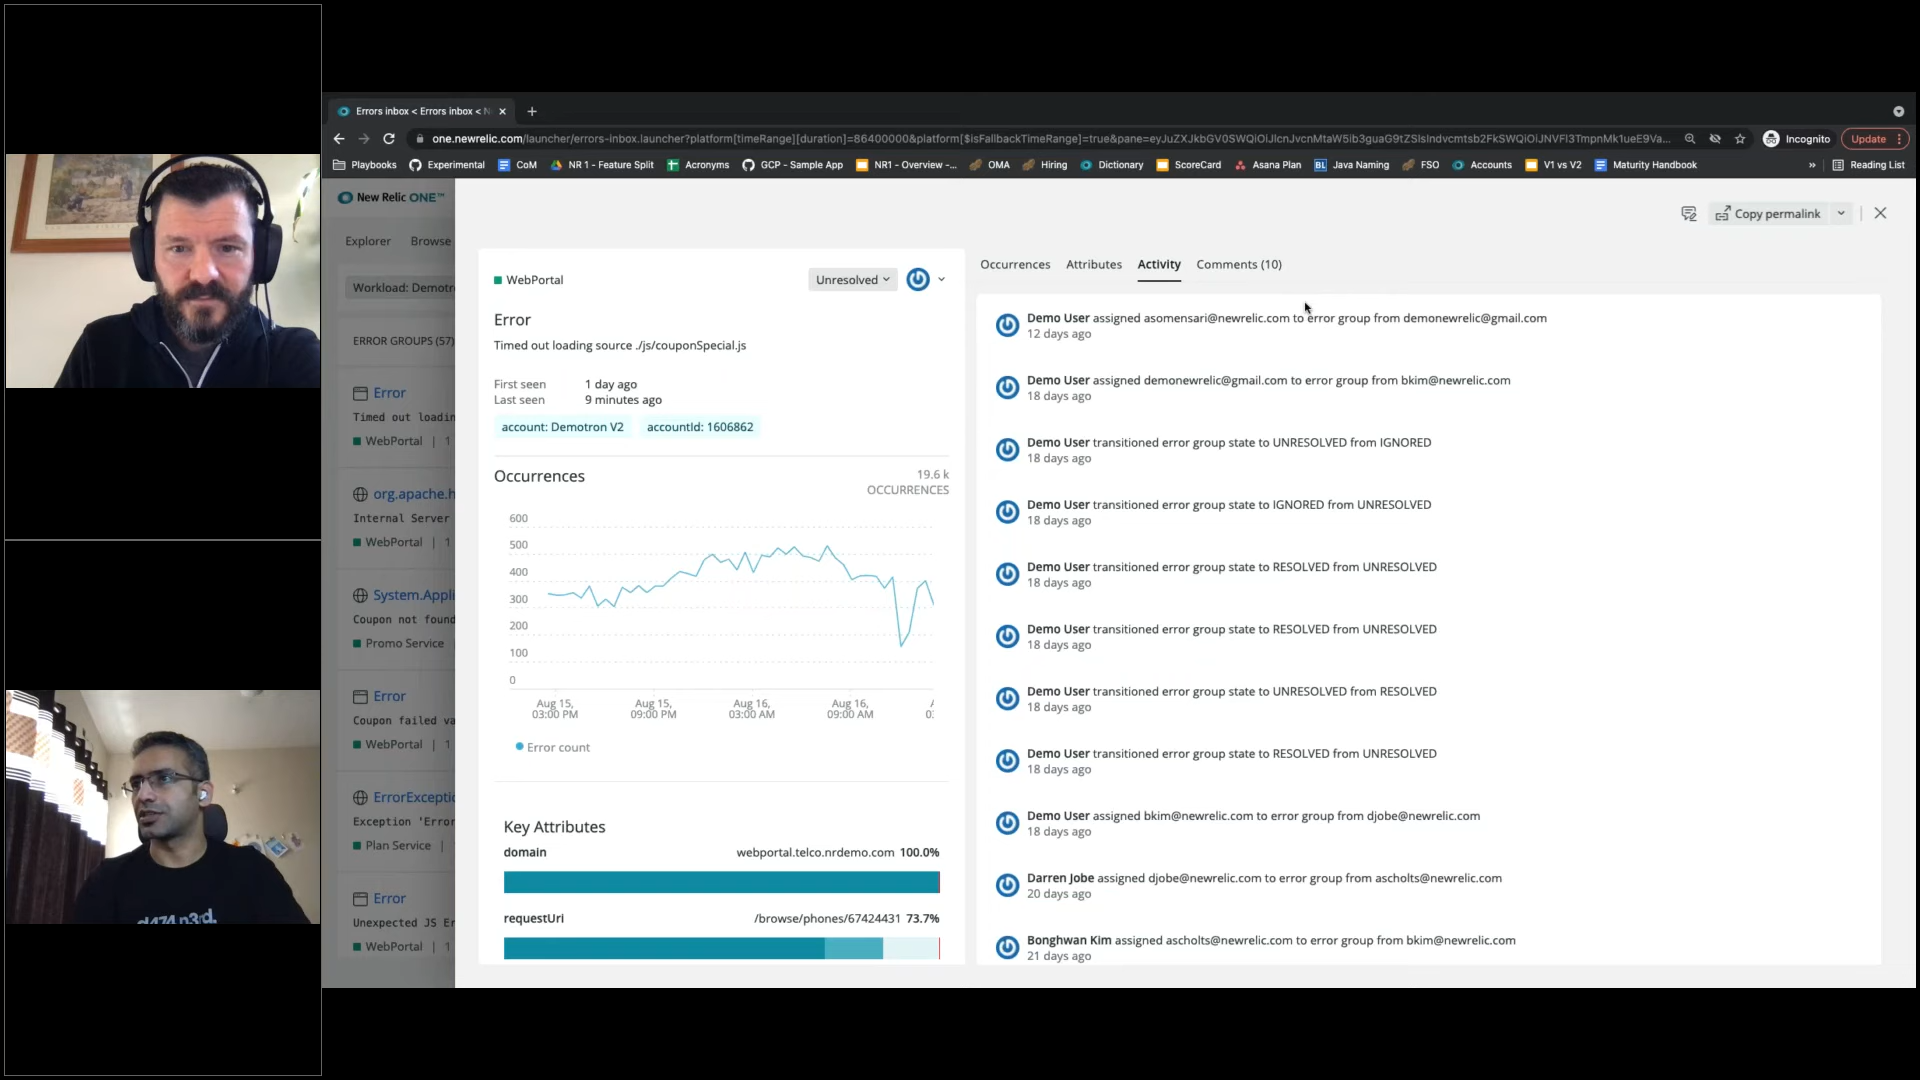 Errors inbox < Errors inbox < N
one.newrelic.com/launcher/errors-inbox.launcher?platform[timeRange][duration]=86400000&platform[$isFallbackTimeRange]=true&pane=
Incognito
Update
Playbooks
Experimental
CoM
NR 1 - Feature Split
Acronyms
GCP - Sample App
NR1 - Overview -...
OMA
Hiring
Dictionary
ScoreCard
Asana Plan
BL Java Naming
FSO
Accounts
V1 vs V2
Maturity Handbook
»
Reading List
New Relic ONE™
Explorer
Browse
Workload: Demotr
ERROR GROUPS (57)
Error
Timed out loadin
WebPortal | 1
org.apache.h
Internal Server
WebPortal | 1
System.Appli
Coupon not found
Promo Service
Error
Coupon failed va
WebPortal | 1
ErrorExceptio
Exception 'Error
Plan Service |
Error
Unexpected JS Er
WebPortal | 1
Copy permalink
WebPortal
Unresolved
Error
Timed out loading source ./js/couponSpecial.js
First seen 1 day ago
Last seen 9 minutes ago
account: Demotron V2
accountId: 1606862
Occurrences
19.6 k
OCCURRENCES
600
500
400
300
200
100
0
Aug 15, 03:00 PM
Aug 15, 09:00 PM
Aug 16, 03:00 AM
Aug 16, 09:00 AM
Error count
Key Attributes
domain webportal.telco.nrdemo.com 100.0%
requestUri /browse/phones/67424431 73.7%
Occurrences
Attributes
Activity
Comments (10)
Demo User assigned asomensari@newrelic.com to error group from demonewrelic@gmail.com
12 days ago
Demo User assigned demonewrelic@gmail.com to error group from bkim@newrelic.com
18 days ago
Demo User transitioned error group state to UNRESOLVED from IGNORED
18 days ago
Demo User transitioned error group state to IGNORED from UNRESOLVED
18 days ago
Demo User transitioned error group state to RESOLVED from UNRESOLVED
18 days ago
Demo User transitioned error group state to RESOLVED from UNRESOLVED
18 days ago
Demo User transitioned error group state to UNRESOLVED from RESOLVED
18 days ago
Demo User transitioned error group state to RESOLVED from UNRESOLVED
18 days ago
Demo User assigned bkim@newrelic.com to error group from djobe@newrelic.com
18 days ago
Darren Jobe assigned djobe@newrelic.com to error group from ascholts@newrelic.com
20 days ago
Bonghwan Kim assigned ascholts@newrelic.com to error group from bkim@newrelic.com
21 days ago